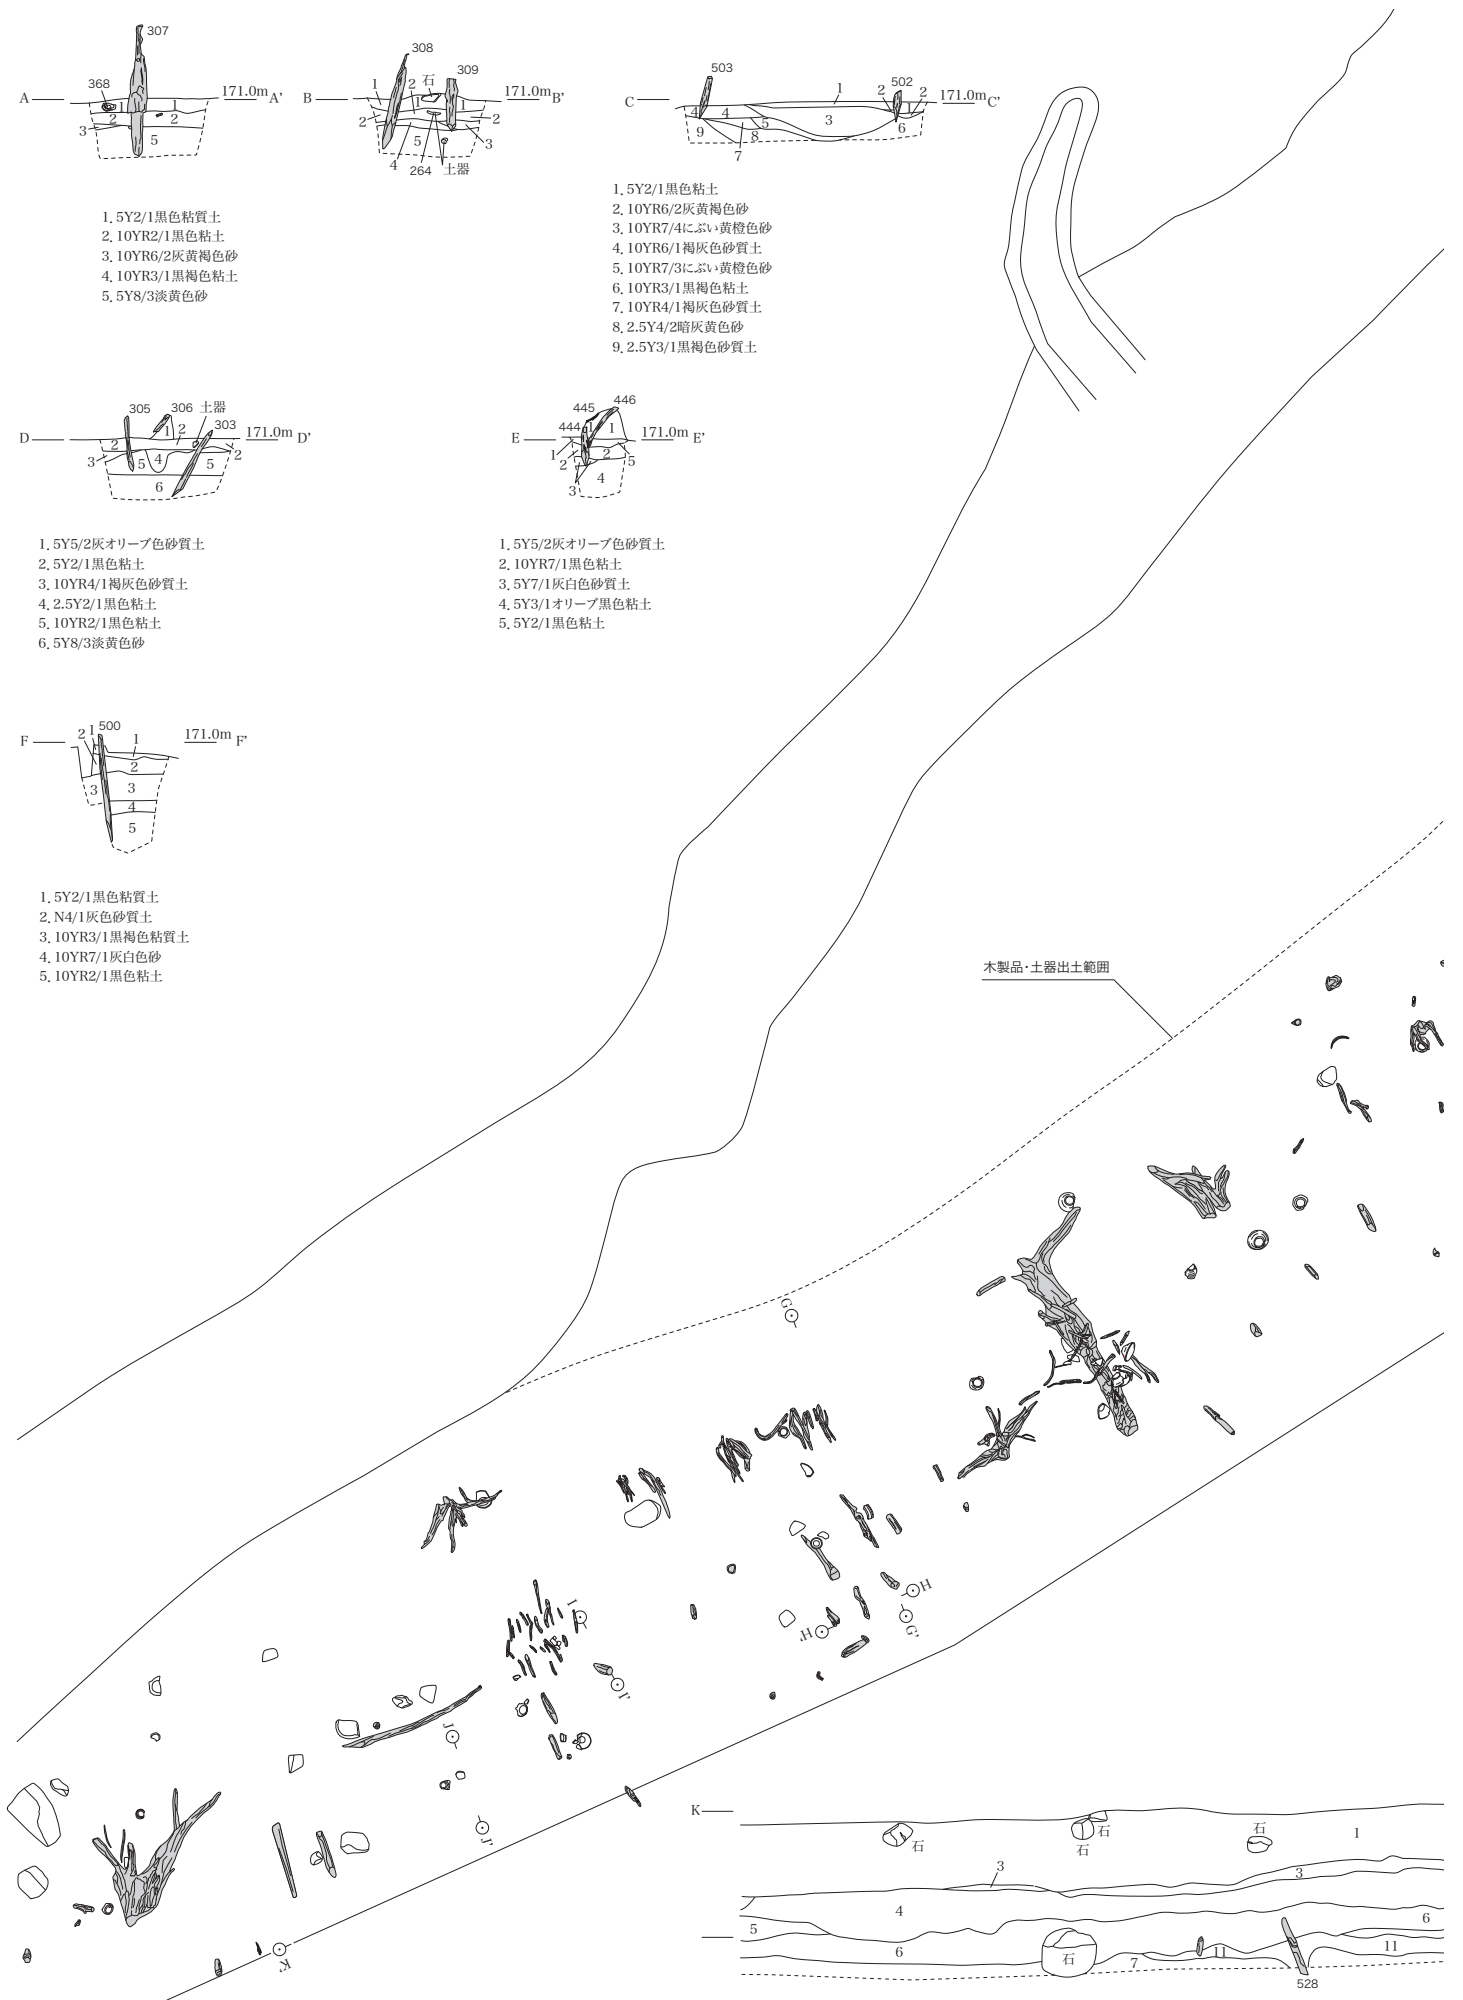 307
368
A
1
1
171.0m
A'
2
2
3
5
308
309
石
B
1
2
1
1
171.0m
B'
2
2
5
3
4
264
土器
503
502
C
1
2
2
171.0m
C'
4
4
5
3
1
9
8
6
7
1. 5Y2/1黒色粘質土
2. 10YR2/1黒色粘土
3. 10YR6/2灰黄褐色砂
4. 10YR3/1黒褐色粘土
5. 5Y8/3淡黄色砂
1. 5Y2/1黒色粘土
2. 10YR6/2灰黄褐色砂
3. 10YR7/4にぶい黄橙色砂
4. 10YR6/1褐灰色砂質土
5. 10YR7/3にぶい黄橙色砂
6. 10YR3/1黒褐色粘土
7. 10YR4/1褐灰色砂質土
8. 2.5Y4/2暗灰黄色砂
9. 2.5Y3/1黒褐色砂質土
305
306
土器
303
D
1
2
171.0m
D'
2
2
3
5
4
5
6
445
446
444
E
1
1
171.0m
E'
1
2
2
5
3
4
1. 5Y5/2灰オリーブ色砂質土
2. 5Y2/1黒色粘土
3. 10YR4/1褐灰色砂質土
4. 2.5Y2/1黒色粘土
5. 10YR2/1黒色粘土
6. 5Y8/3淡黄色砂
1. 5Y5/2灰オリーブ色砂質土
2. 10YR7/1黒色粘土
3. 5Y7/1灰白色砂質土
4. 5Y3/1オリーブ黒色粘土
5. 5Y2/1黒色粘土
500
F
2
1
1
171.0m
F'
2
3
3
4
5
1. 5Y2/1黒色粘質土
2. N4/1灰色砂質土
3. 10YR3/1黒褐色粘質土
4. 10YR7/1灰白色砂
5. 10YR2/1黒色粘土
木製品・土器出土範囲
G
H
G'
H'
I
I'
J
J'
K'
K
石
石
石
石
1
3
3
4
5
6
6
石
7
11
11
528